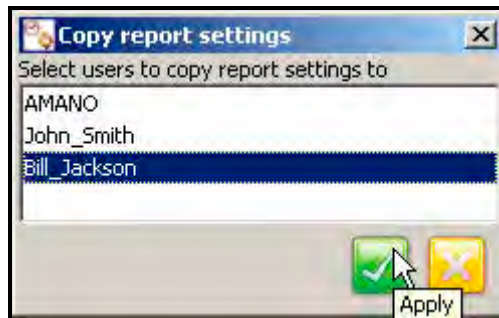 Copy report settings
Select users to copy report settings to
AMANO
John_Smith
Bill_Jackson
Apply